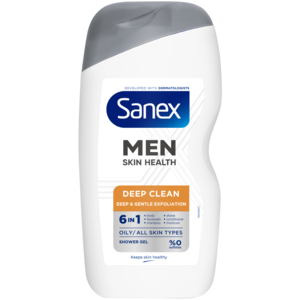 DEVELOPED WITH DERMATOLOGISTS
Sanex
MEN
SKIN HEALTH
DEEP CLEAN
DEEP & GENTLE EXFOLIATION
6 IN 1
OILY/ALL SKIN TYPES
SHOWER GEL
%0
Keeps skin healthy